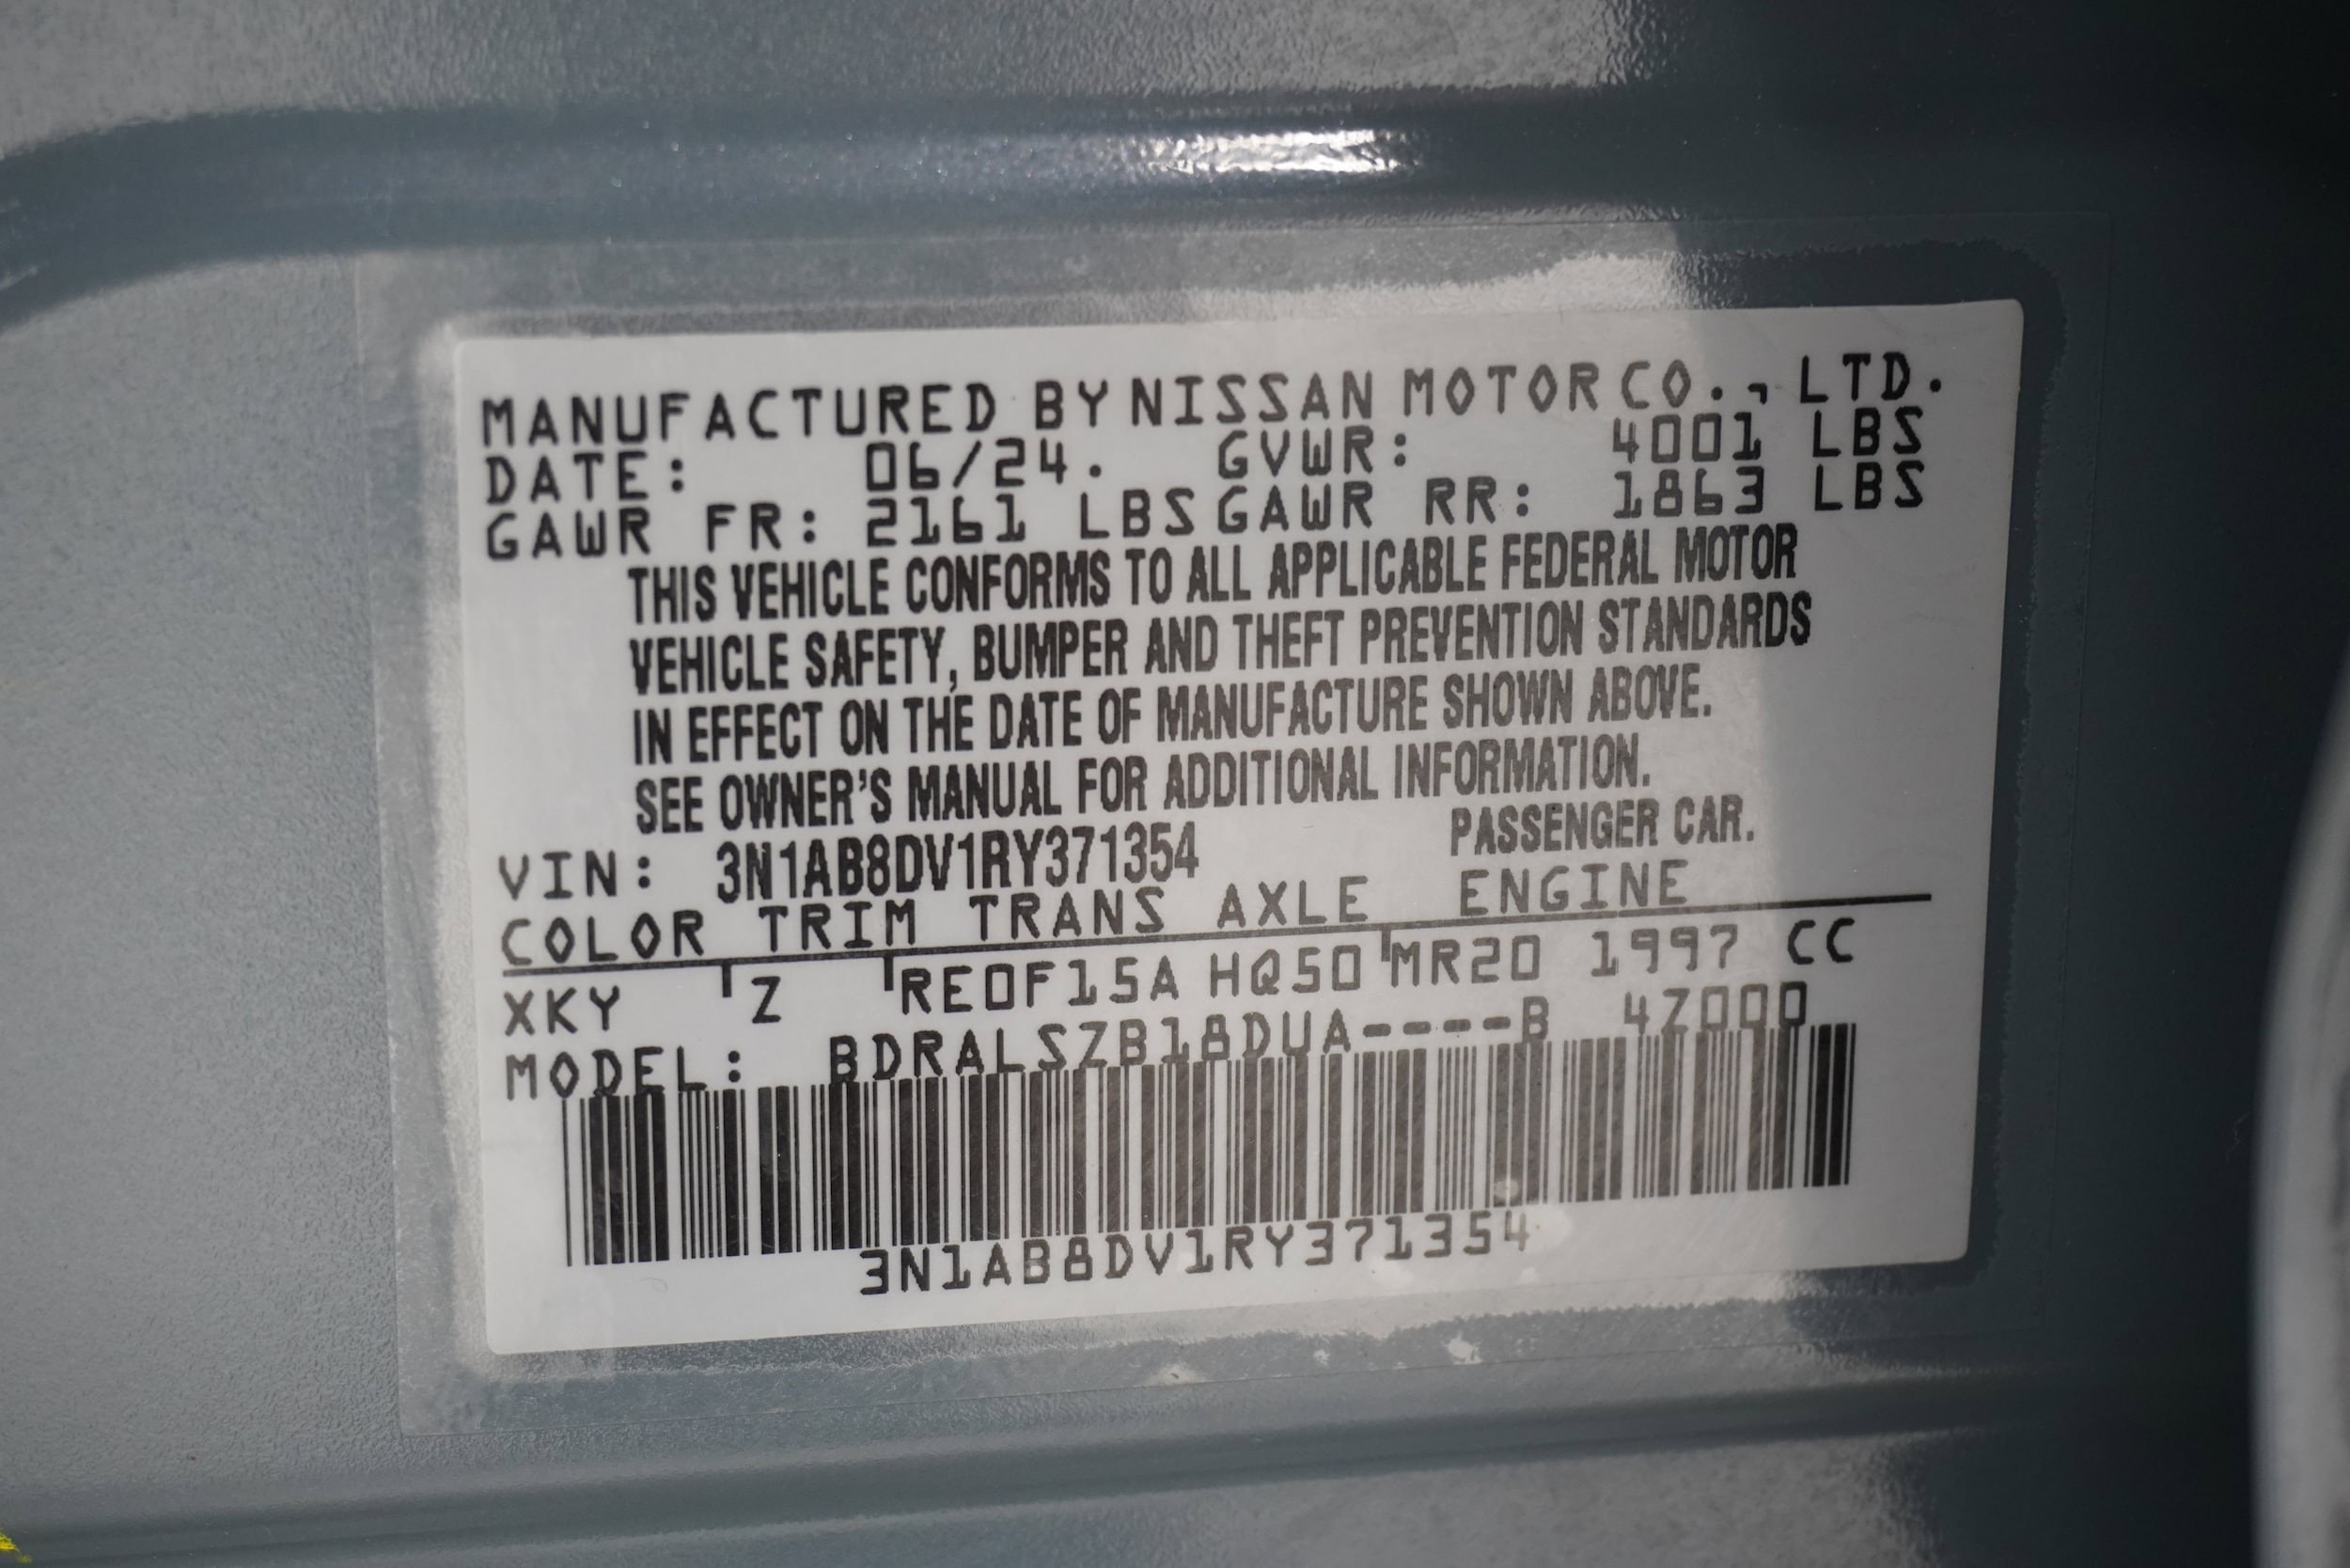 MANUFACTURED BY NISSAN MOTOR CO., LTD.
DATE: 06/24. GVWR: 4001 LBS
GAWR FR: 2161 LBS GAWR RR: 1863 LBS
THIS VEHICLE CONFORMS TO ALL APPLICABLE FEDERAL MOTOR
VEHICLE SAFETY, BUMPER AND THEFT PREVENTION STANDARDS
IN EFFECT ON THE DATE OF MANUFACTURE SHOWN ABOVE.
SEE OWNER'S MANUAL FOR ADDITIONAL INFORMATION.
VIN: 3N1AB8DV1RY371354 PASSENGER CAR.
COLOR TRIM TRANS AXLE ENGINE
XKY Z RE0F15A HQ50 MR20 1997 CC
MODEL: BDRALSZB18DUA----B 4Z000
3N1AB8DV1RY371354